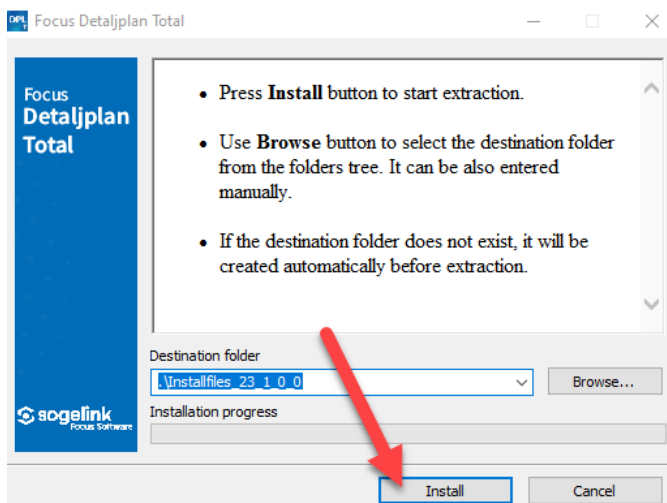 DPL
T
Focus Detaljplan Total
Focus
Detaljplan
Total
• Press Install button to start extraction.
• Use Browse button to select the destination folder
from the folders tree. It can be also entered
manually.
• If the destination folder does not exist, it will be
created automatically before extraction.
Destination folder
.\Installfiles_23_1_0_0
Browse...
Installation progress
sogelink
Focus Software
Install
Cancel